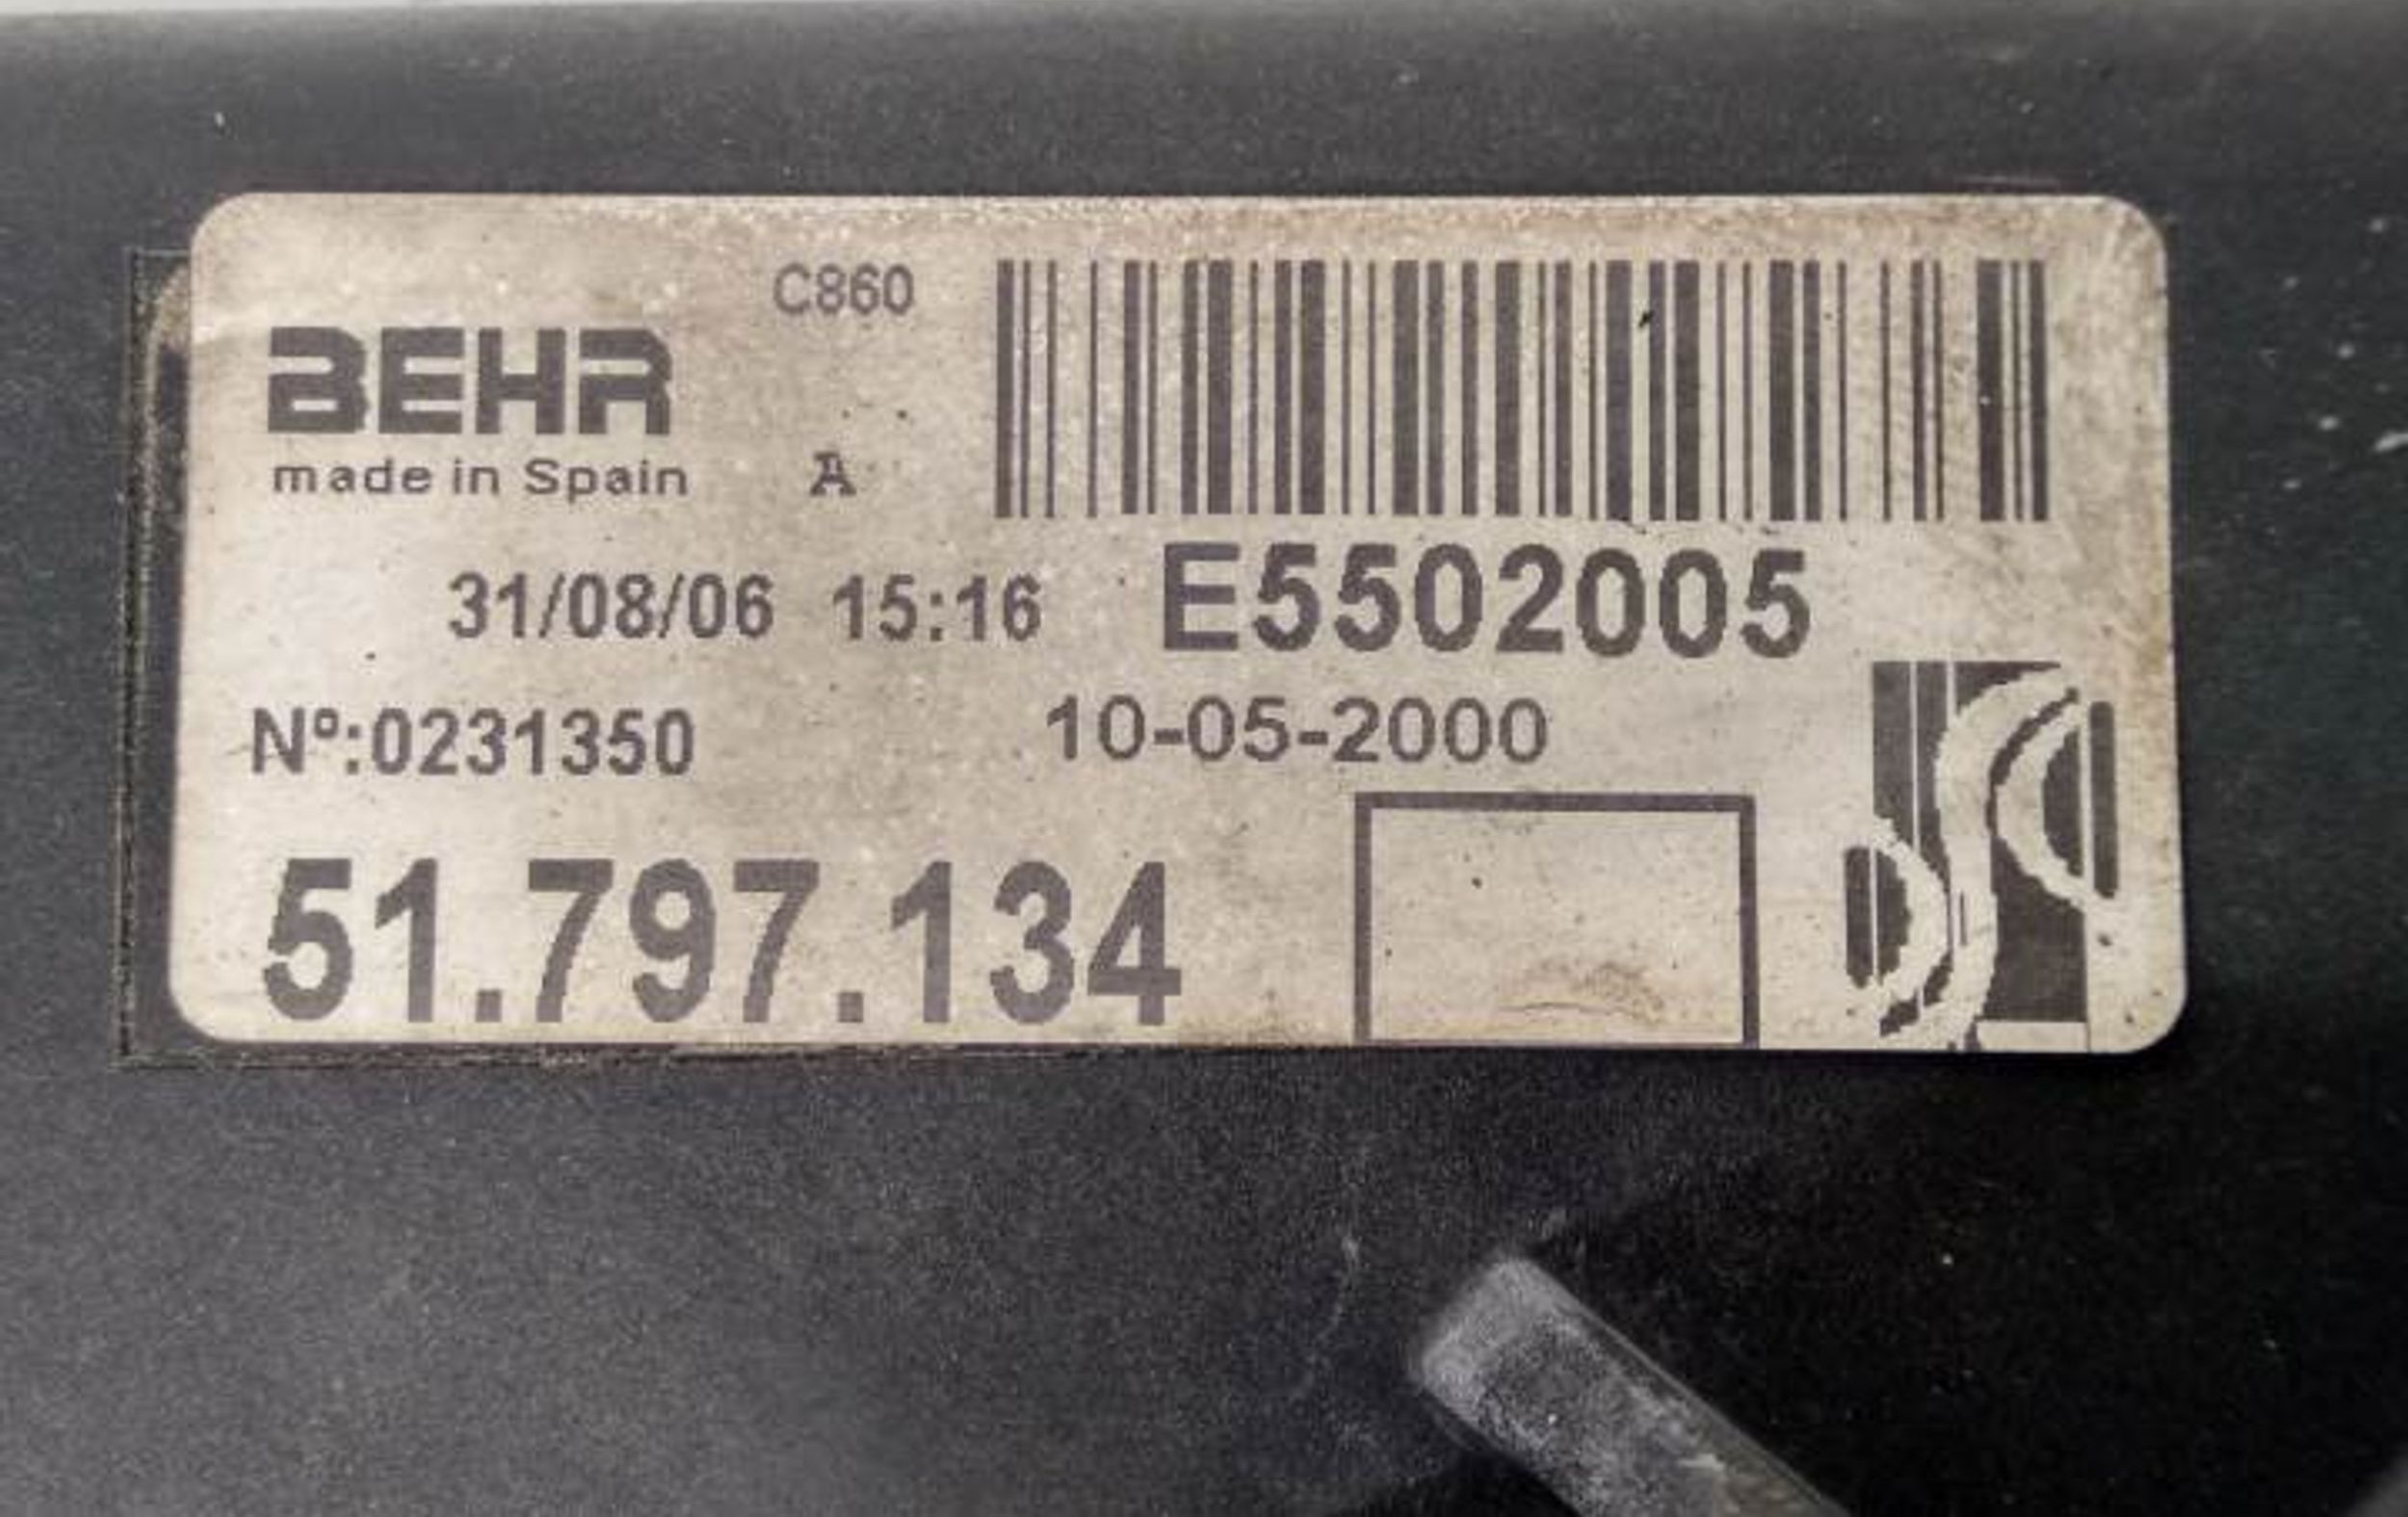 C860
BEHR
made in Spain A
31/08/06 15:16 E5502005
Nº:0231350 10-05-2000
51.797.134